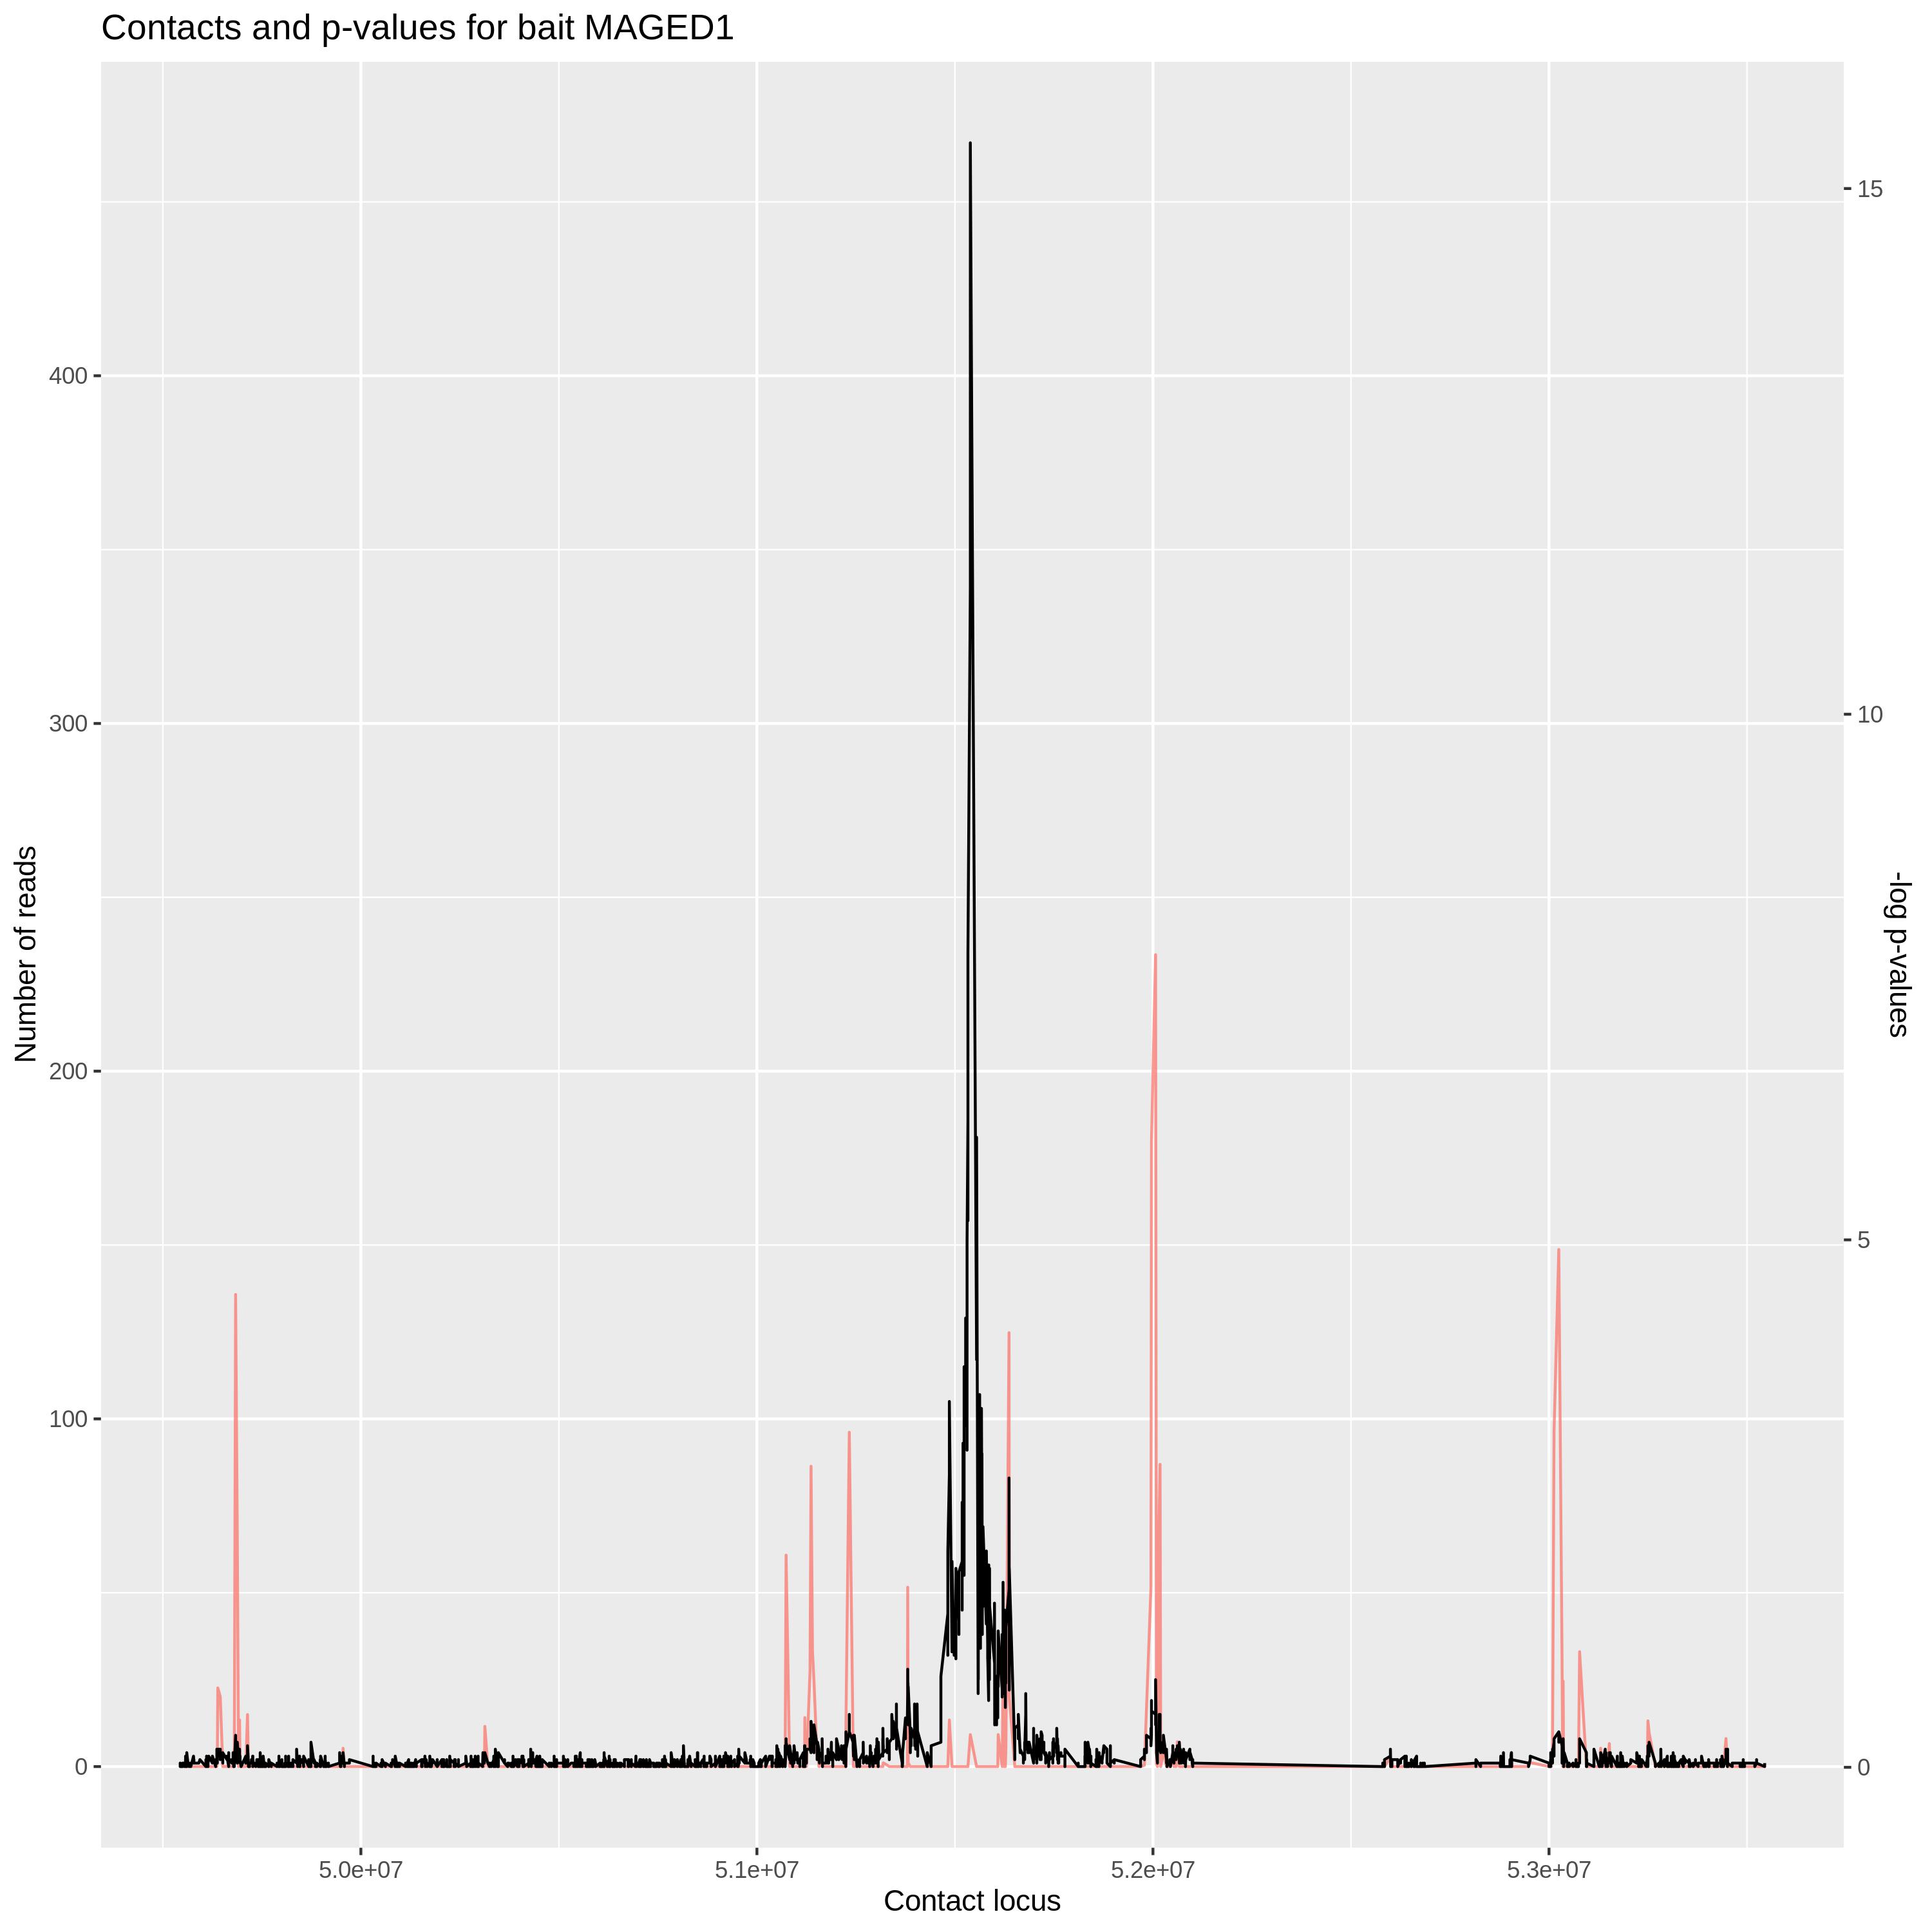 Contacts and p-values for bait MAGED1
Number of reads
400
300
200
100
0
15
10
5
0
-log p-values
5.0e+07
5.1e+07
5.2e+07
5.3e+07
Contact locus